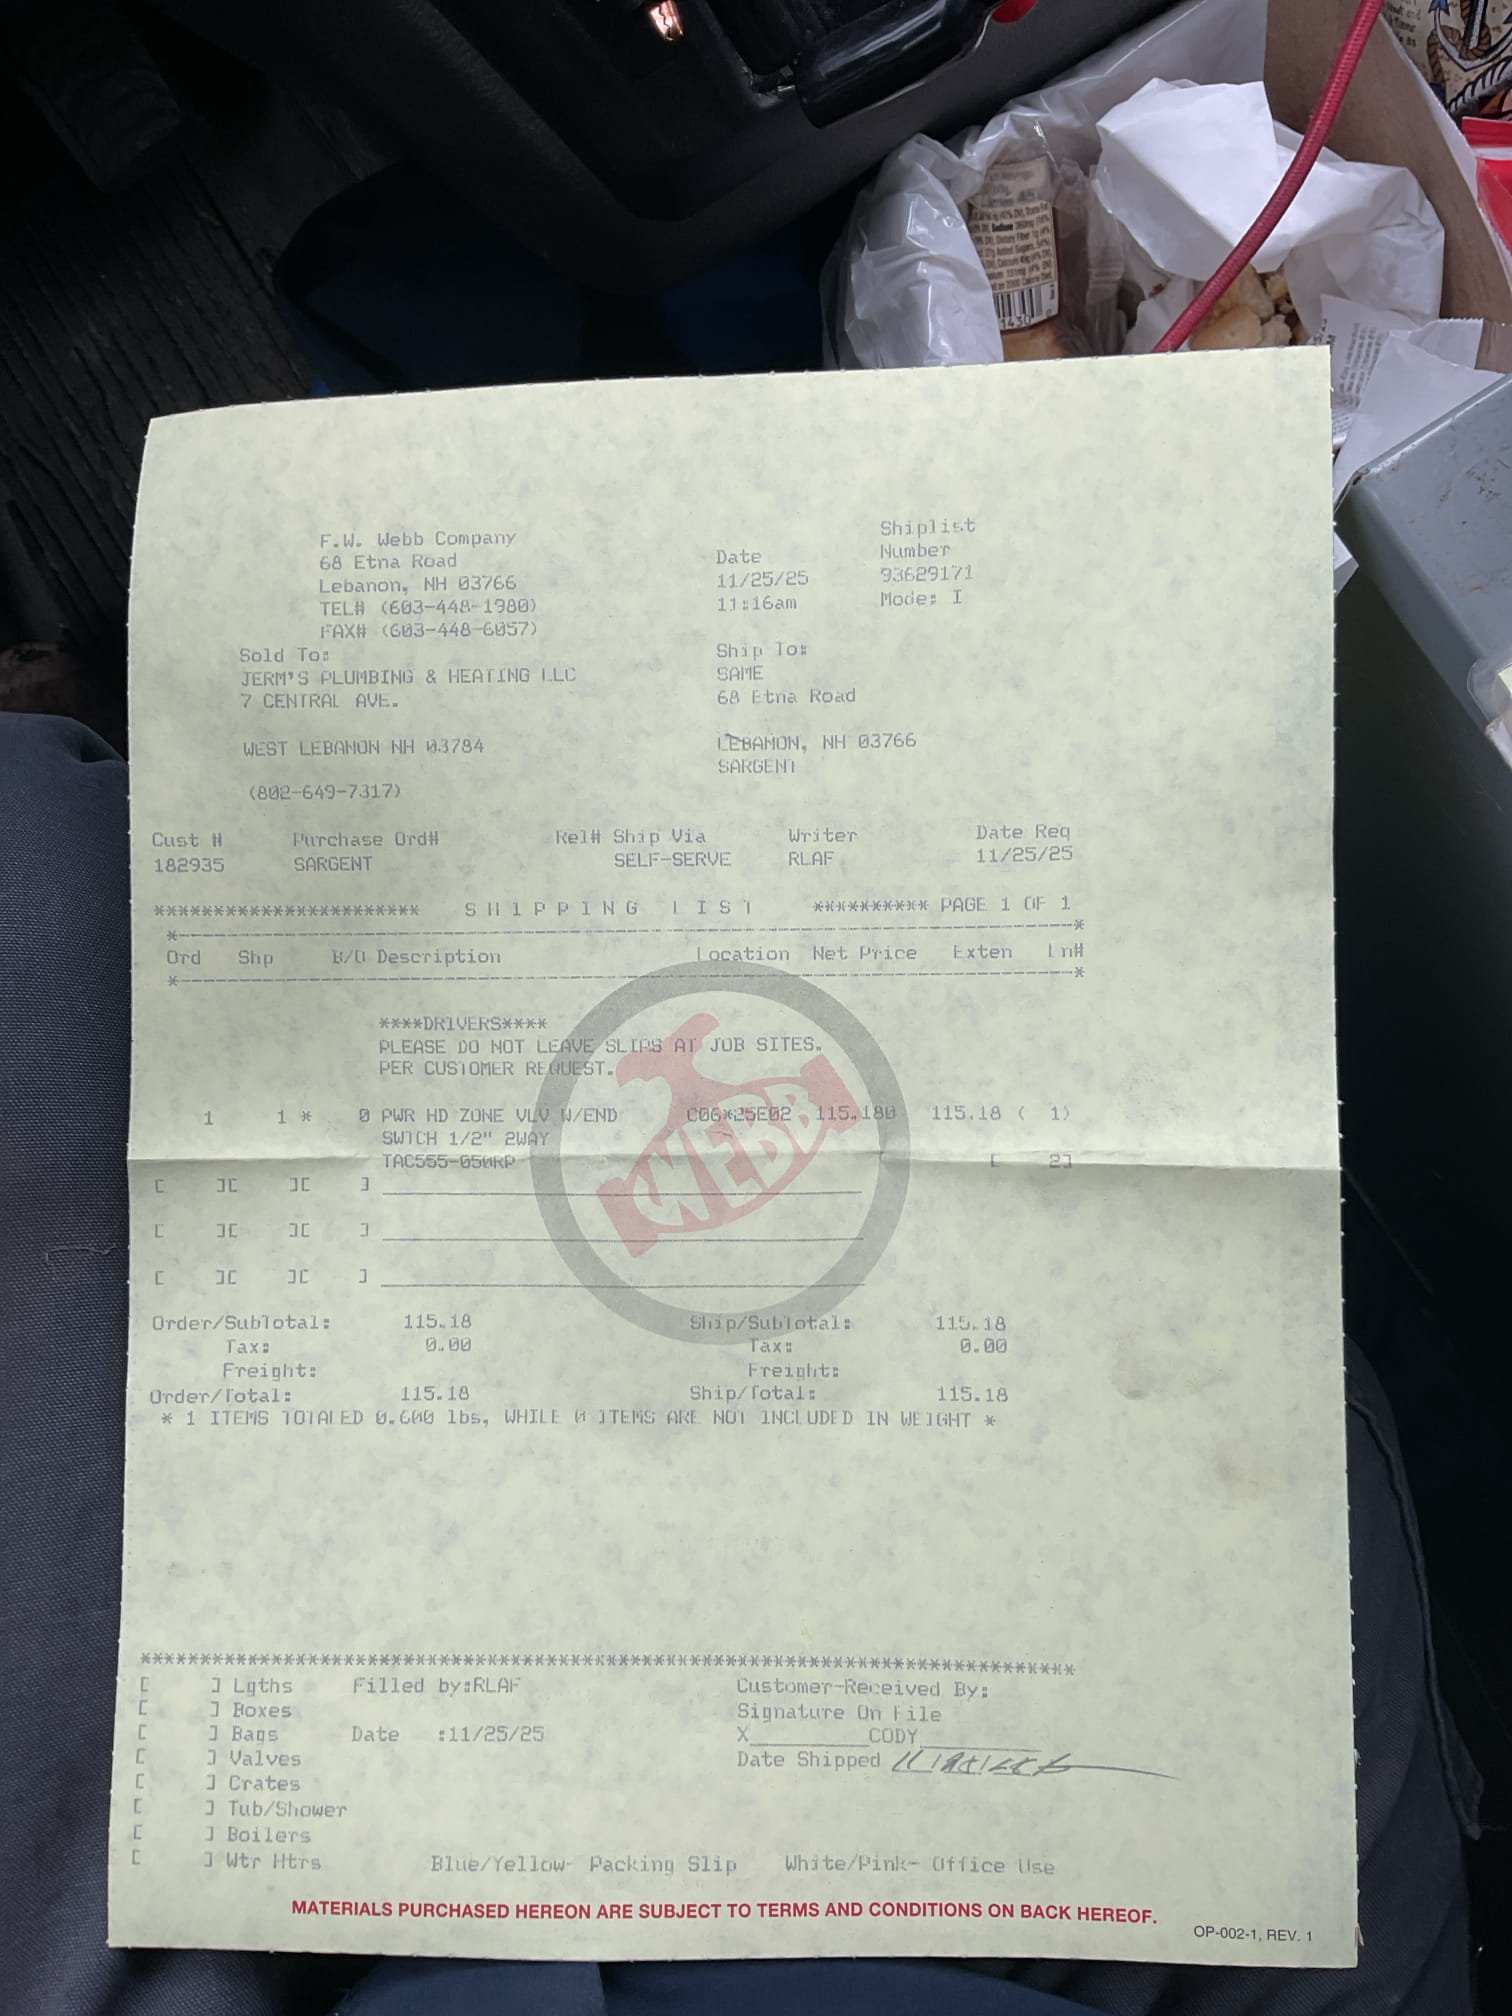 F.W. Webb Company
68 Etna Road
Lebanon, NH 03766
TEL# (603-448-1980)
FAX# (603-448-6057)
Date
11/25/25
11:16am
Shiplist
Number
93629171
Mode: I
Sold To:
JERM'S PLUMBING & HEATING LLC
7 CENTRAL AVE.
WEST LEBANON NH 03784
(802-649-7317)
Ship To:
SAME
68 Etna Road
LEBANON, NH 03766
SARGENT
Cust # Purchase Ord# Rel# Ship Via Writer Date Req
182935 SARGENT SELF-SERVE RLAF 11/25/25
*********************** SHIPPING LIST ********** PAGE 1 OF 1
Ord Shp B/O Description Location Net Price Exten Ln#
****DRIVERS****
PLEASE DO NOT LEAVE SLIPS AT JOB SITES.
PER CUSTOMER REQUEST.
1 1 * 0 PWR HD ZONE VLV W/END C06*25E02 115.180 115.18 ( 1)
SWTCH 1/2" 2WAY
TAC555-050RP [ 2]
WEBB
[ ][ ][ ]
[ ][ ][ ]
[ ][ ][ ]
Order/SubTotal: 115.18 Ship/SubTotal: 115.18
Tax: 0.00 Tax: 0.00
Freight: Freight:
Order/Total: 115.18 Ship/Total: 115.18
* 1 ITEMS TOTALED 0.600 lbs, WHILE 0 ITEMS ARE NOT INCLUDED IN WEIGHT *
*******************************************************************************
[ ] Lgths Filled by:RLAF Customer-Received By:
[ ] Boxes Signature On File
[ ] Bags Date :11/25/25 X__________CODY__________
[ ] Valves Date Shipped
[ ] Crates
[ ] Tub/Shower
[ ] Boilers
[ ] Wtr Htrs Blue/Yellow- Packing Slip White/Pink- Office Use
MATERIALS PURCHASED HEREON ARE SUBJECT TO TERMS AND CONDITIONS ON BACK HEREOF.
OP-002-1, REV. 1